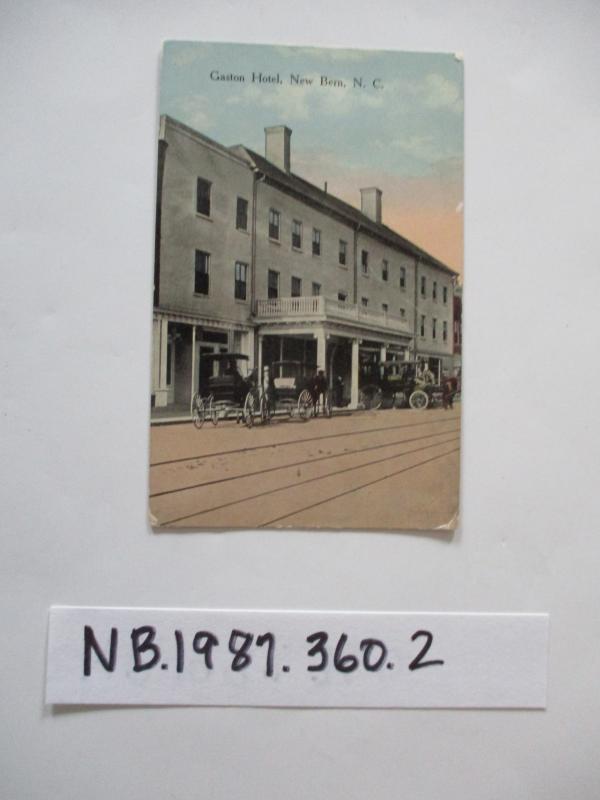 Gaston Hotel, New Bern, N. C.
NB.1987.360.2